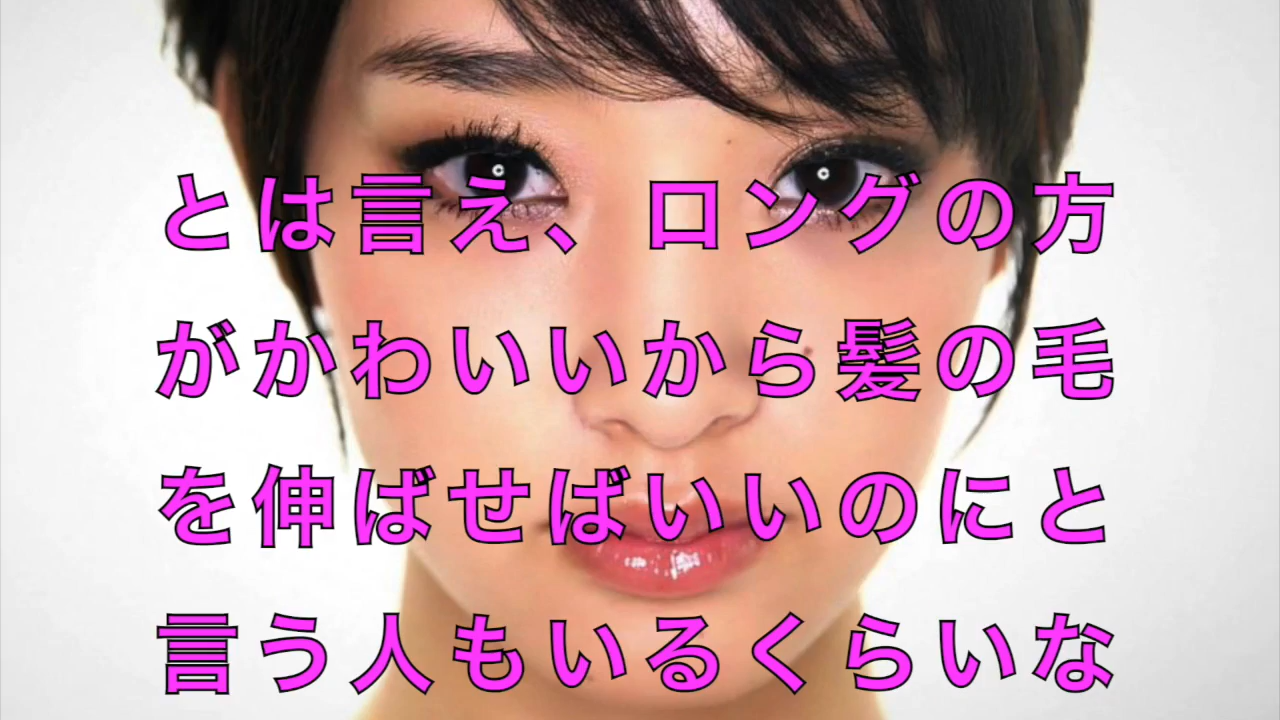 とは言え、ロングの方
がかわいいから髪の毛
を伸ばせばいいのにと
言う人もいるくらいな